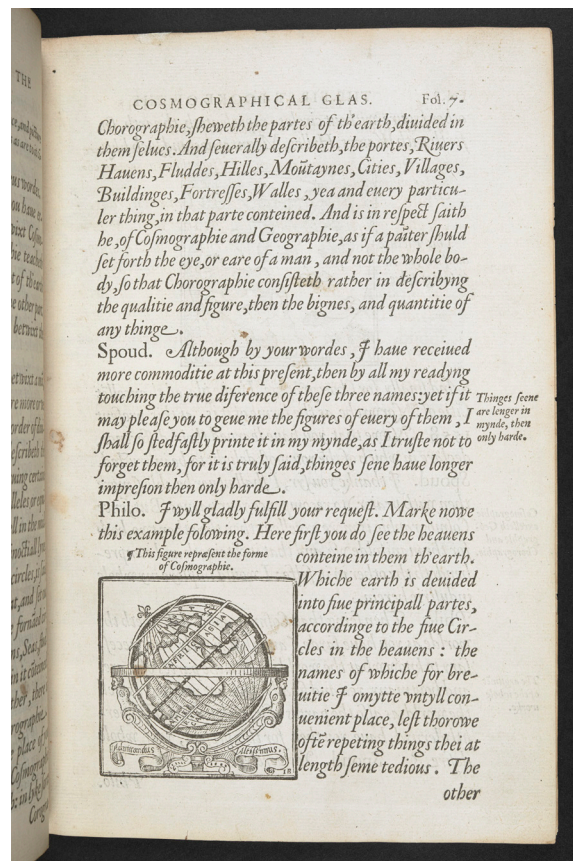 COSMOGRAPHICAL GLAS. Fol. 7.
Chorographie, ſheweth the partes of th'earth, diuided in
them ſelues. And ſeuerally deſcribeth, the portes, Riuers
Hauens, Fluddes, Hilles, Moūtaynes, Cities, Villages,
Buildinges, Fortreſſes, Walles, yea and euery particu-
ler thing, in that parte conteined. And is in reſpect ſaith
he, of Coſmographie and Geographie, as if a pāiter ſhuld
ſet forth the eye, or eare of a man, and not the whole bo-
dy, ſo that Chorographie conſiſteth rather in deſcribyng
the qualitie and figure, then the bignes, and quantitie of
any thinge.
Spoud. Although by your wordes, I haue receiued
more commoditie at this preſent, then by all my readyng
touching the true diference of theſe three names: yet if it
may pleaſe you to geue me the figures of euery of them, I
ſhall ſo ſtedfaſtly printe it in my mynde, as I truſte not to
forget them, for it is truly ſaid, thinges ſene haue longer
impreſion then only harde.
Thinges ſeene
are lenger in
mynde, then
only harde.
Philo. I wyll gladly fulfill your requeſt. Marke nowe
this example folowing. Here firſt you do ſee the heauens
¶ This figure repræſent the forme
of Coſmographie.
conteine in them th'earth.
Whiche earth is deuided
into fiue principall partes,
accordinge to the fiue Cir-
cles in the heauens : the
names of whiche for bre-
uitie I omytte vntyll con-
uenient place, leſt thorowe
oftē repeting things thei at
length ſeme tedious. The
other
THE